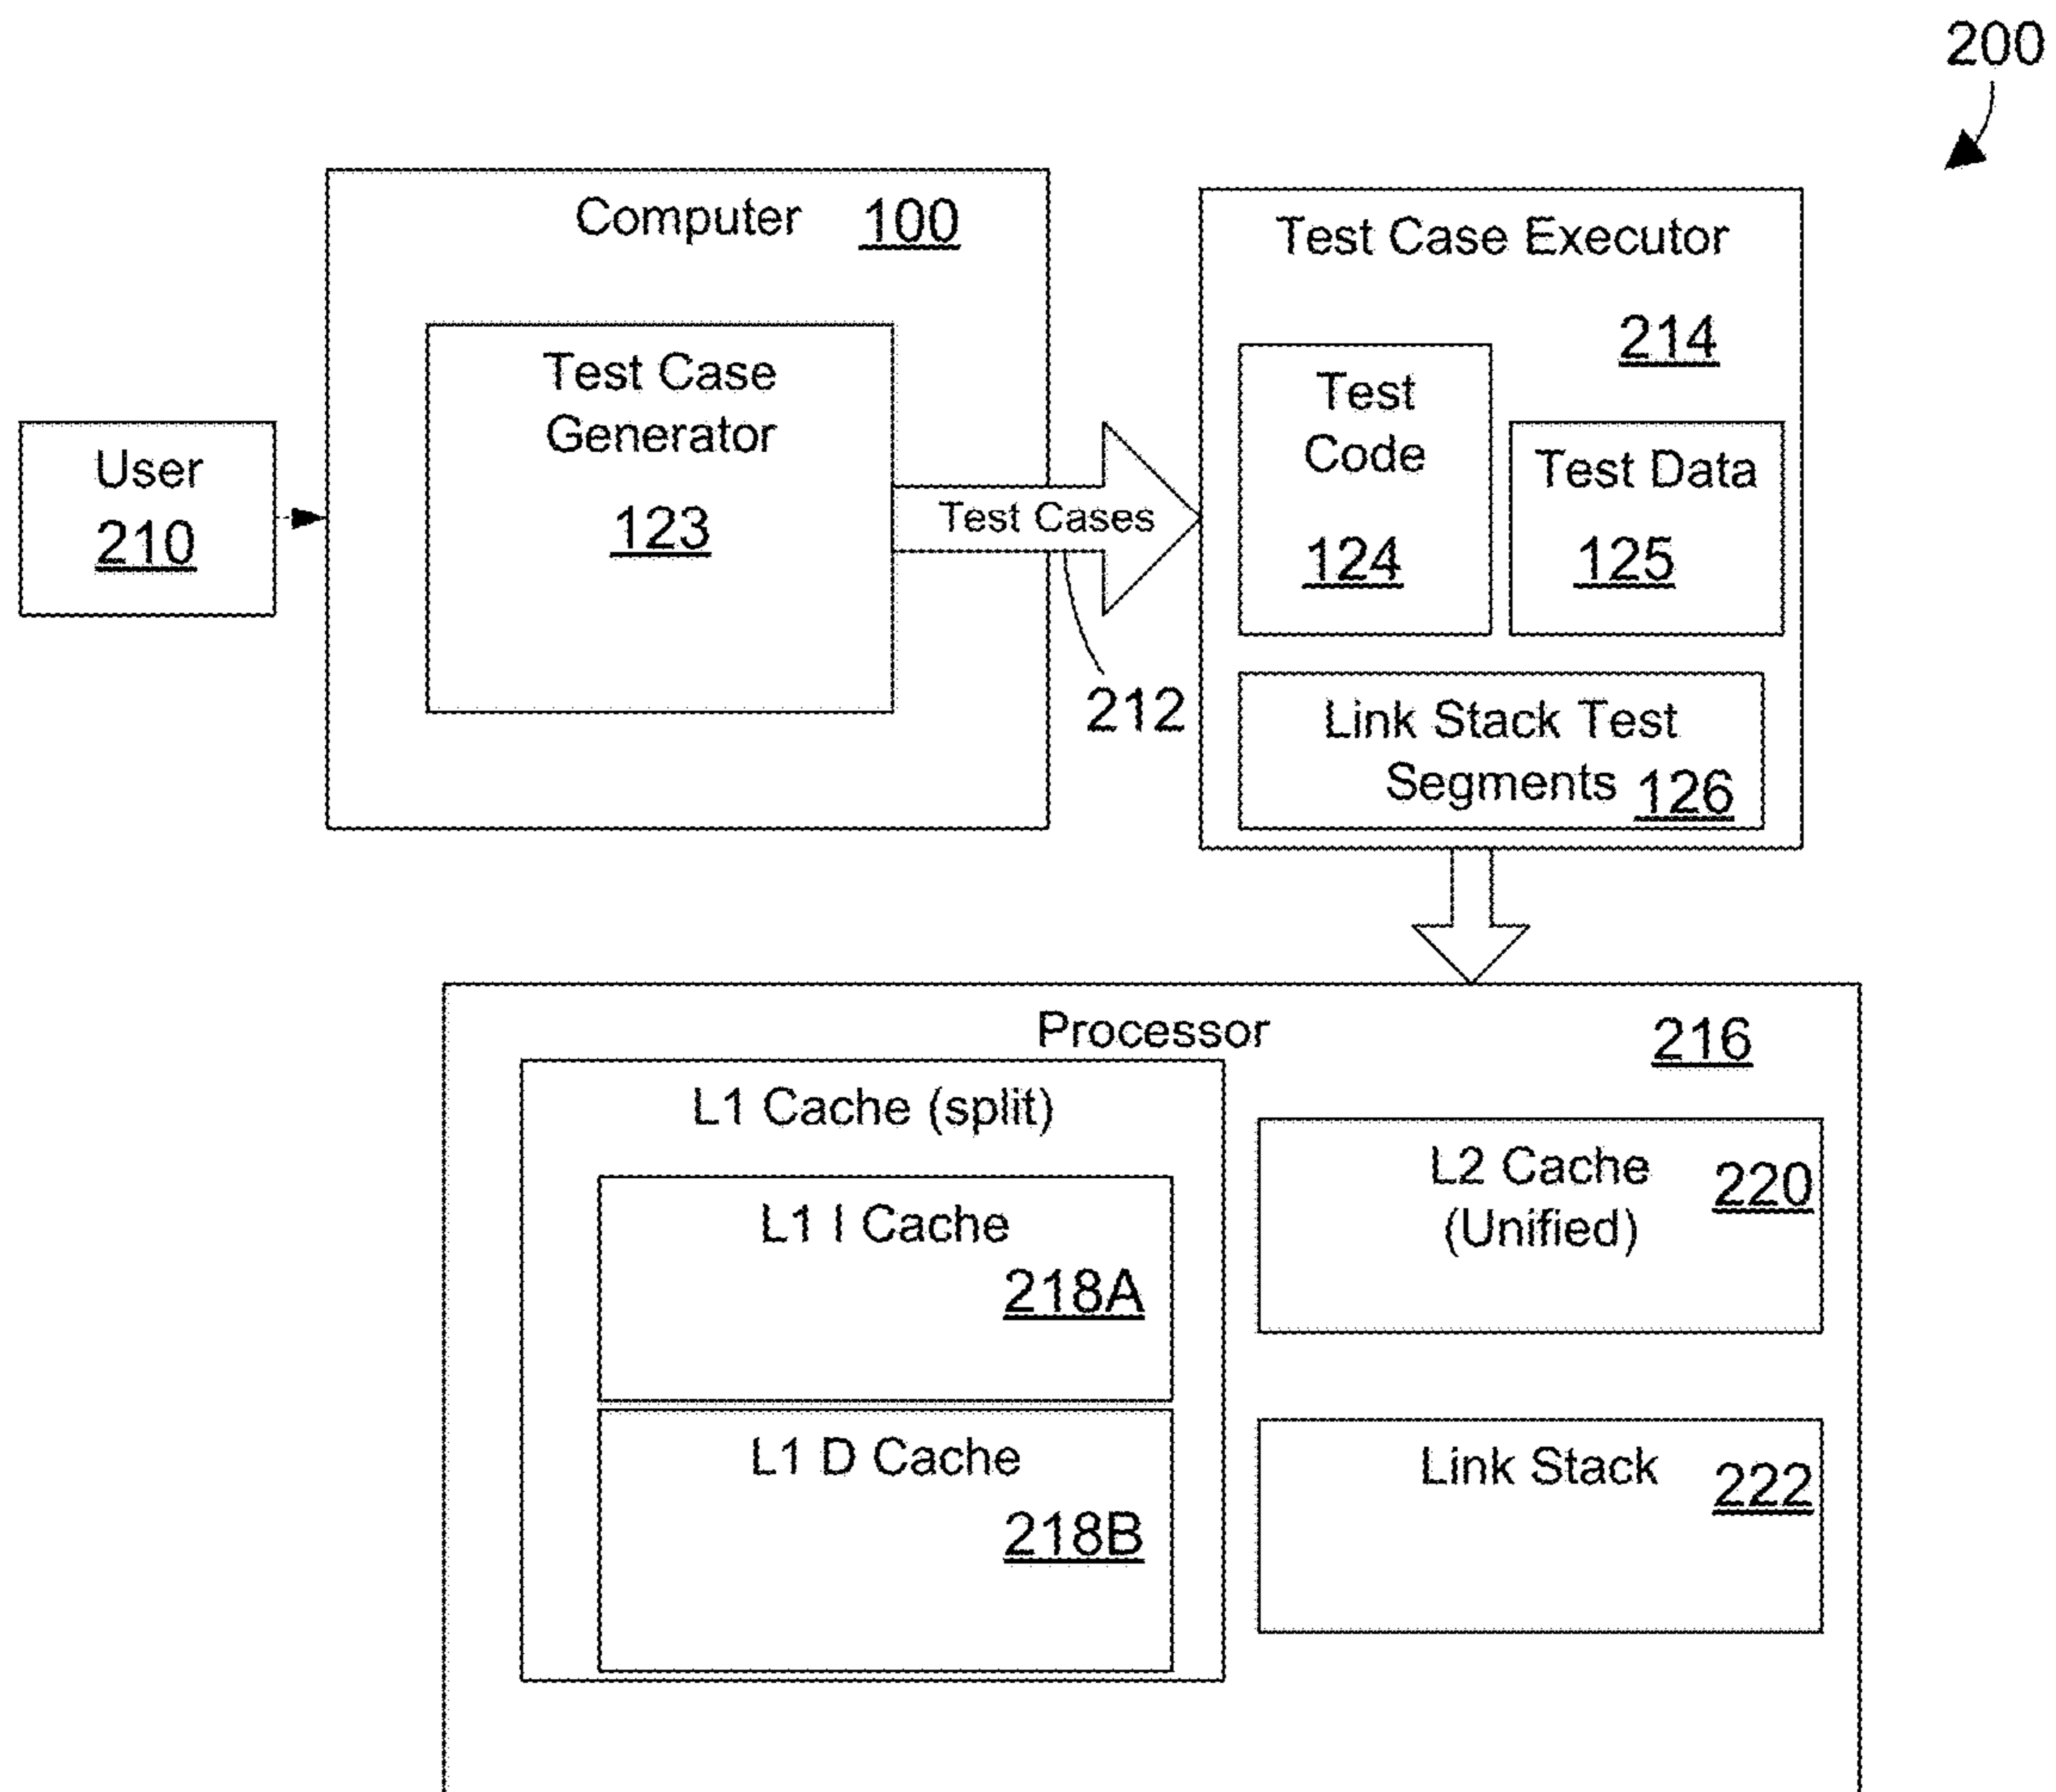 200
Computer 100
Test Case Executor
214
Test Case
Generator
123
User
210
Test Cases
212
Test
Code
124
Test Data
125
Link Stack Test
Segments 126
Processor
216
L1 Cache (split)
L1 I Cache
218A
L1 D Cache
218B
L2 Cache
(Unified)
220
Link Stack
222